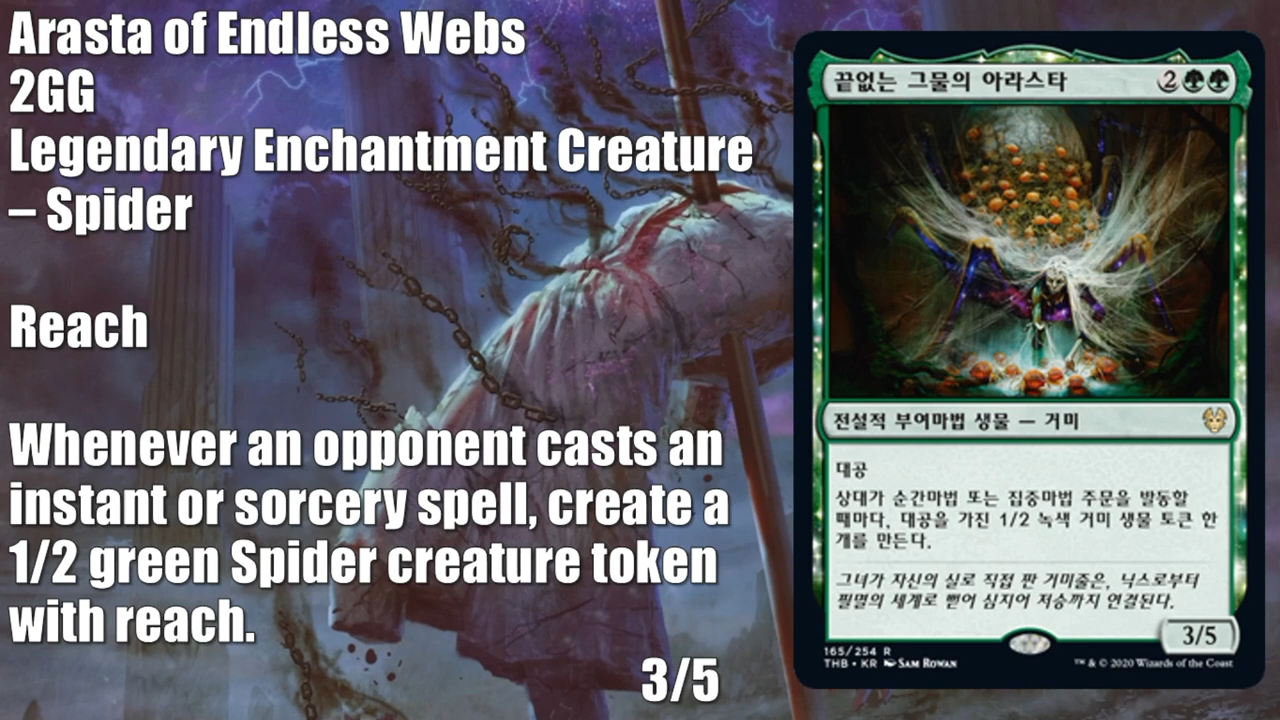 Arasta of Endless Webs
2GG
Legendary Enchantment Creature
– Spider
Reach
Whenever an opponent casts an
instant or sorcery spell, create a
1/2 green Spider creature token
with reach.
3/5
끝없는 그물의 아라스타
2
전설적 부여마법 생물 — 거미
대공
상대가 순간마법 또는 집중마법 주문을 발동할
때마다, 대공을 가진 1/2 녹색 거미 생물 토큰 한
개를 만든다.
그녀가 자신의 실로 직접 짠 거미줄은, 닉스로부터
필멸의 세계로 뻗어 심지어 저승까지 연결된다.
3/5
165/254 R
THB • KR SAM ROWAN
™ & © 2020 Wizards of the Coast